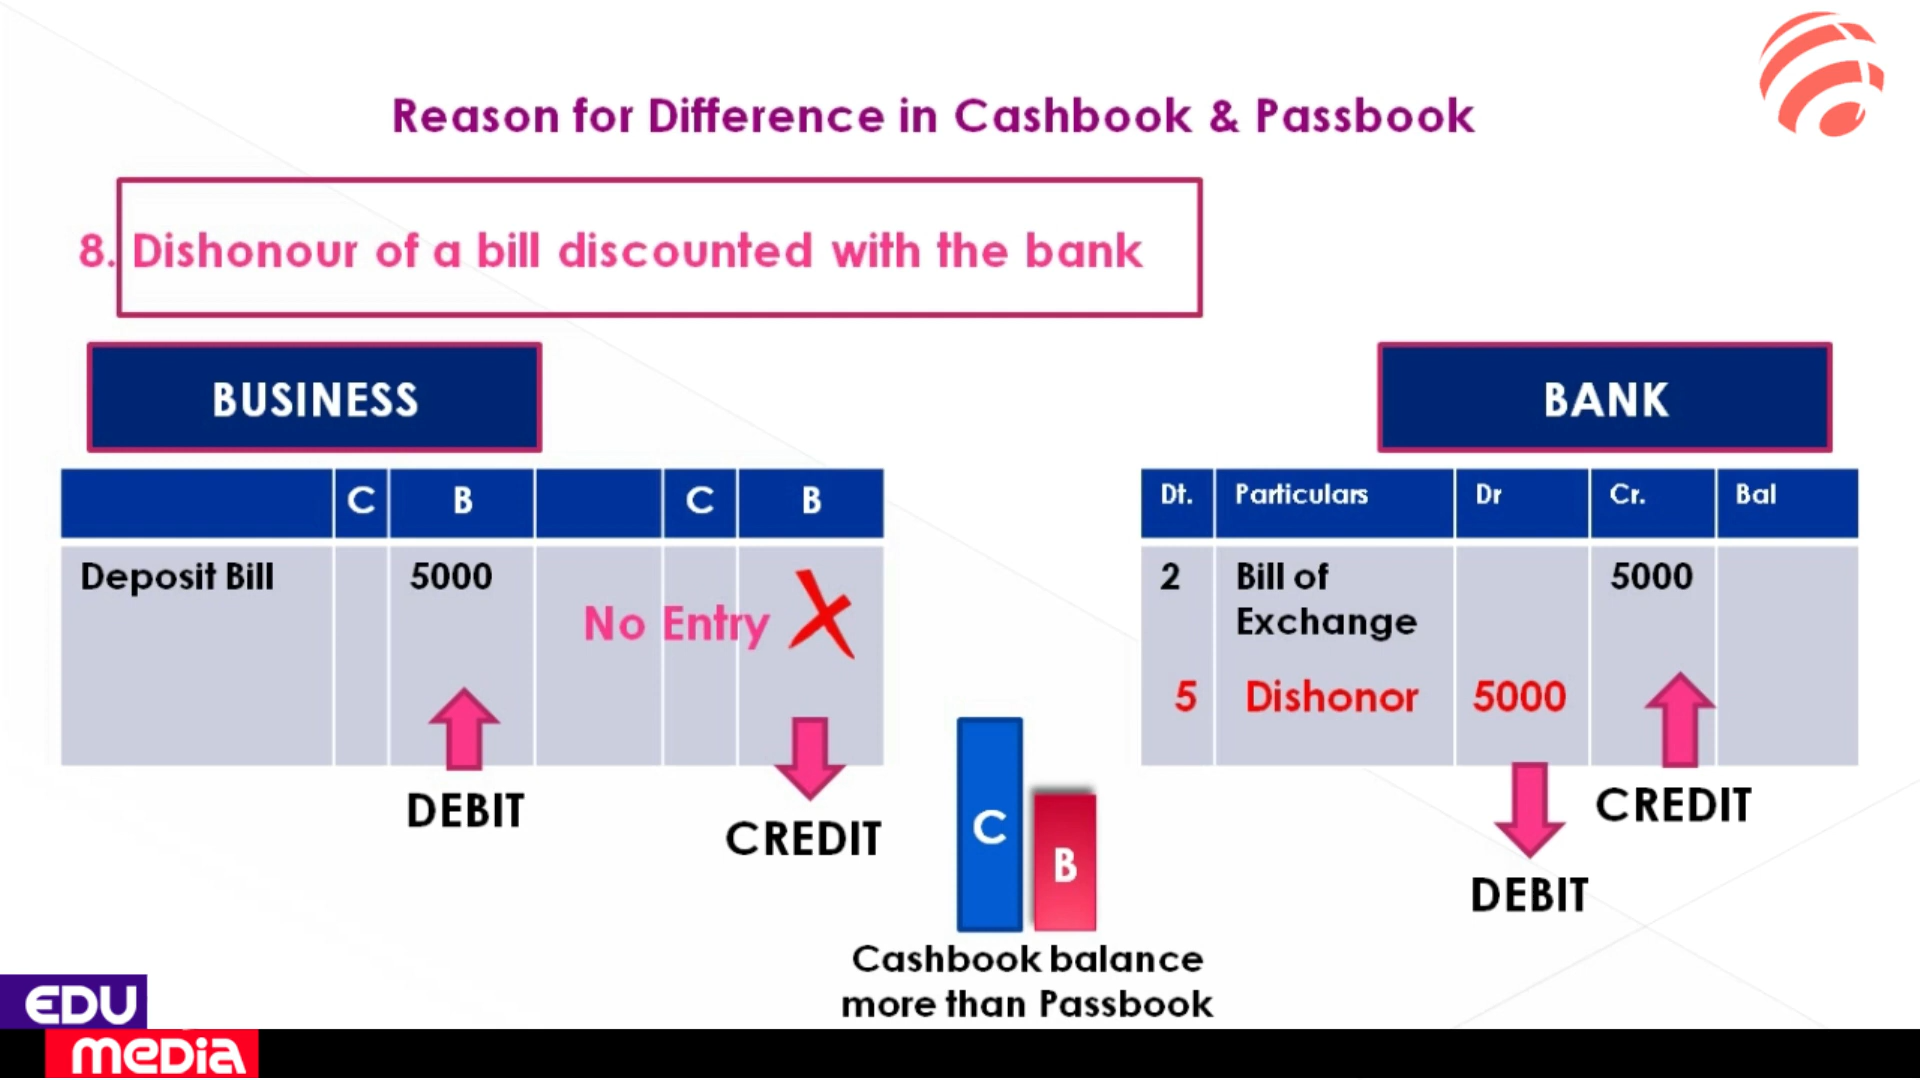 Reason for Difference in Cashbook & Passbook
8. Dishonour of a bill discounted with the bank
BUSINESS
BANK
C B C B
Deposit Bill 5000
No Entry
DEBIT
CREDIT
Dt. Particulars Dr Cr. Bal
2 Bill of 5000
Exchange
5 Dishonor 5000
CREDIT
DEBIT
C
B
Cashbook balance
more than Passbook
EDU
meDia